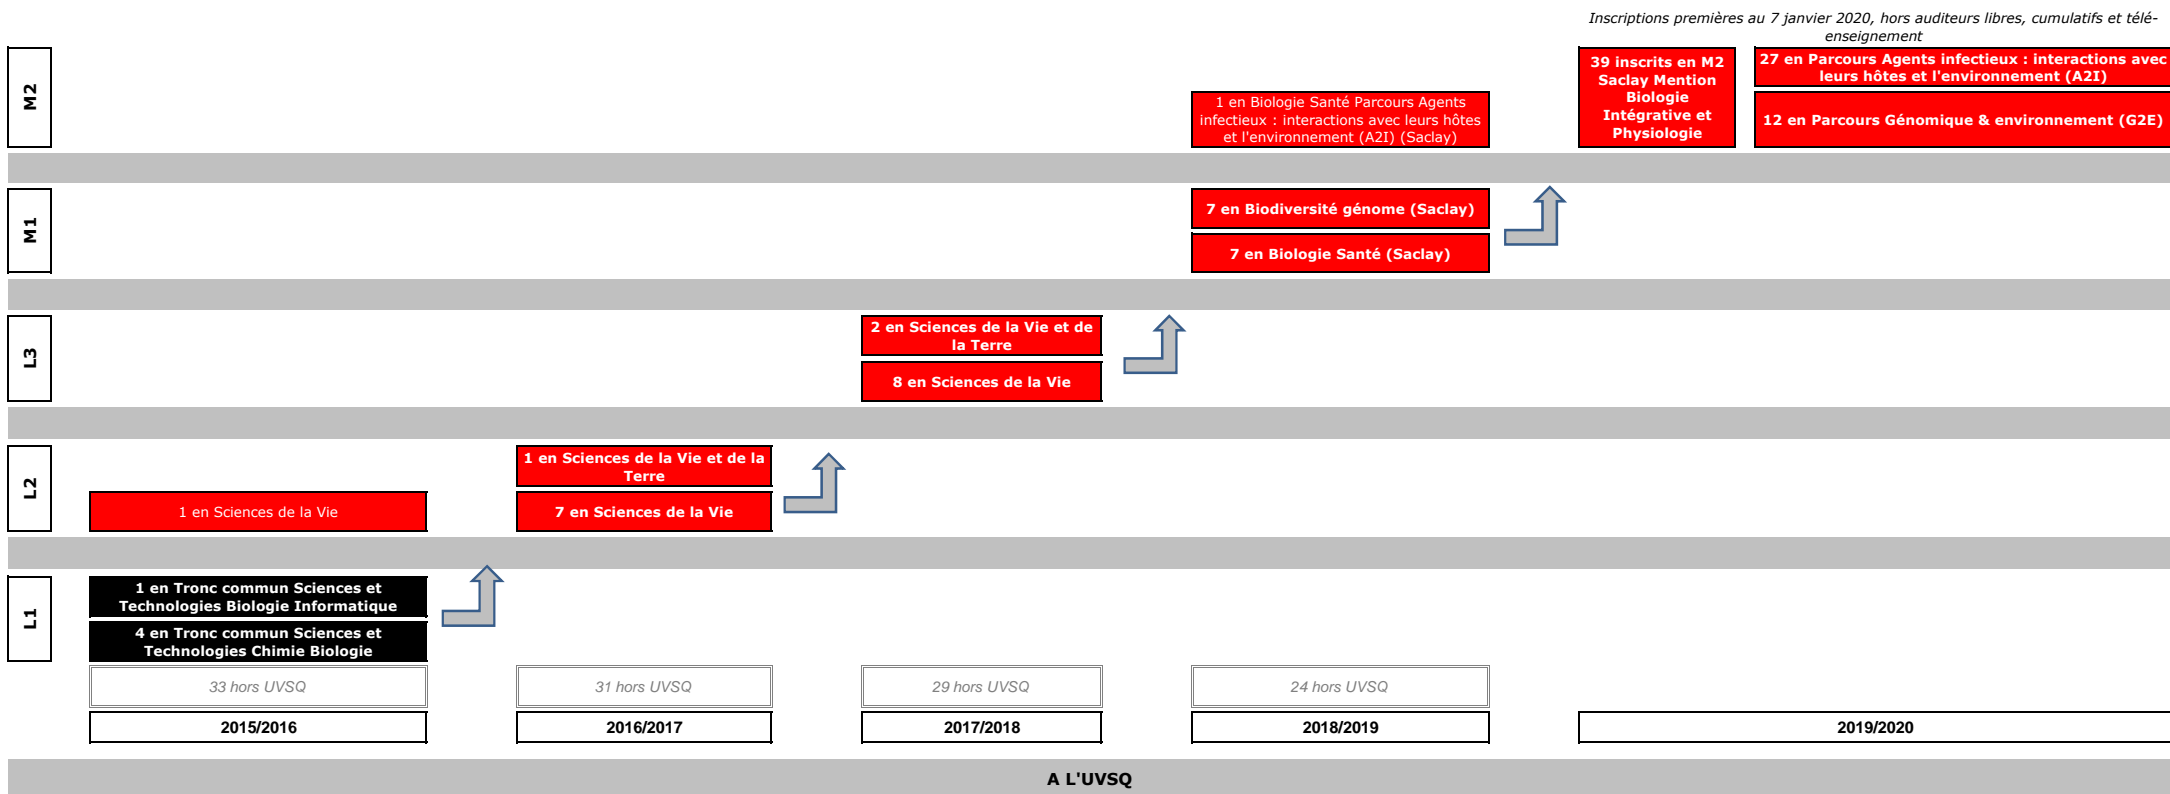 Inscriptions premières au 7 janvier 2020, hors auditeurs libres, cumulatifs et télé-
enseignement
M2
1 en Biologie Santé Parcours Agents
infectieux : interactions avec leurs hôtes
et l'environnement (A2I) (Saclay)
39 inscrits en M2
Saclay Mention
Biologie
Intégrative et
Physiologie
27 en Parcours Agents infectieux : interactions avec
leurs hôtes et l'environnement (A2I)
12 en Parcours Génomique & environnement (G2E)
M1
7 en Biodiversité génome (Saclay)
7 en Biologie Santé (Saclay)
L3
2 en Sciences de la Vie et de
la Terre
8 en Sciences de la Vie
L2
1 en Sciences de la Vie
1 en Sciences de la Vie et de la
Terre
7 en Sciences de la Vie
L1
1 en Tronc commun Sciences et
Technologies Biologie Informatique
4 en Tronc commun Sciences et
Technologies Chimie Biologie
33 hors UVSQ
31 hors UVSQ
29 hors UVSQ
24 hors UVSQ
2015/2016
2016/2017
2017/2018
2018/2019
2019/2020
A L'UVSQ